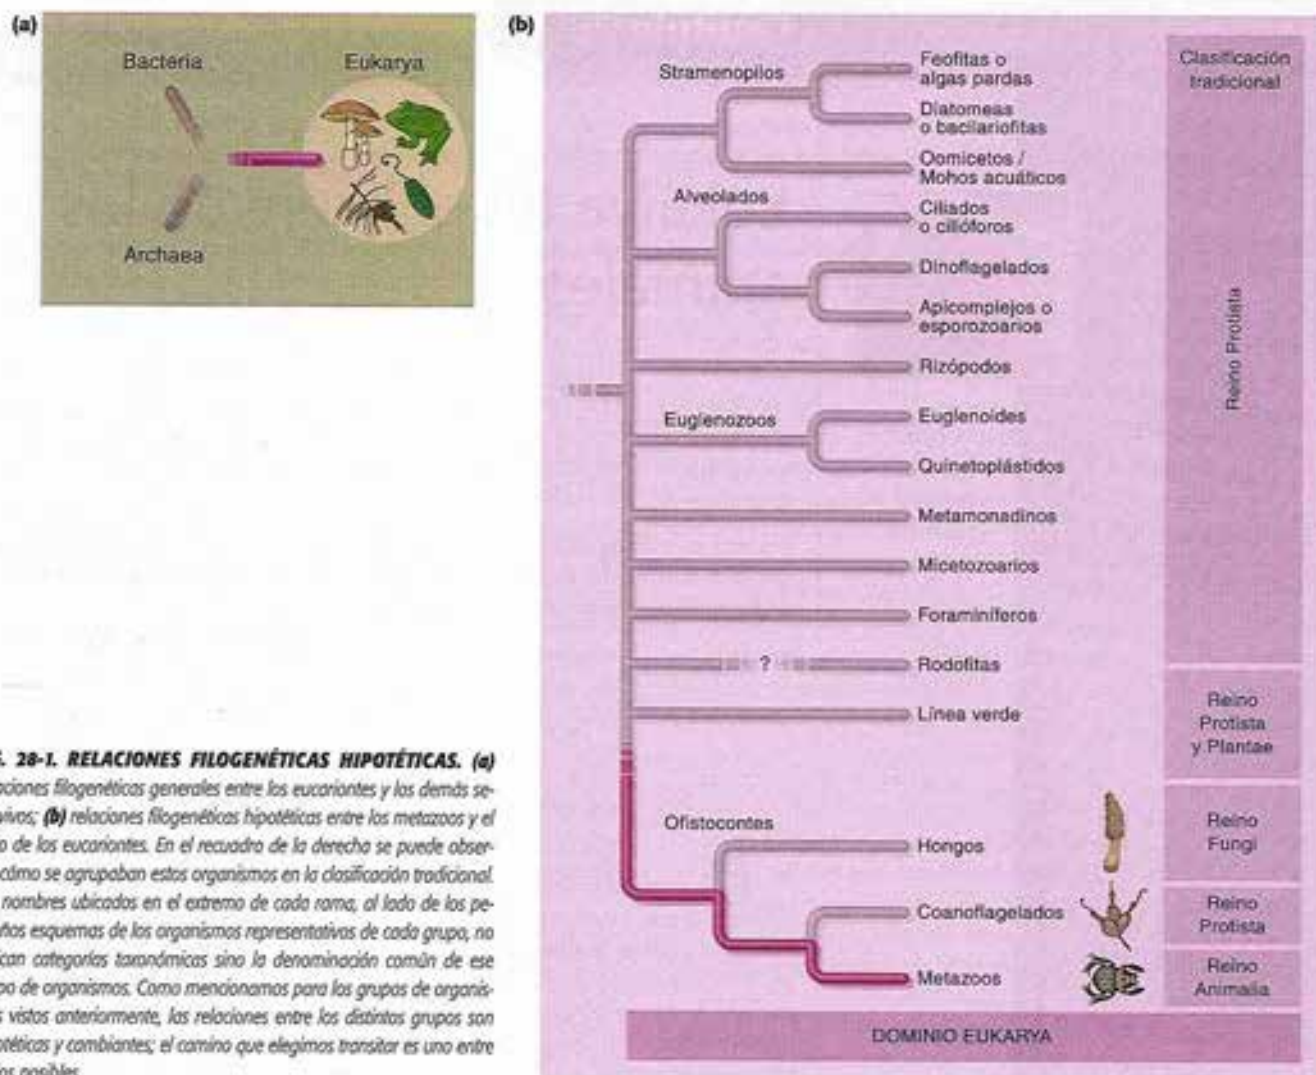 (a)
Bacteria
Eukarya
Archaea
(b)
Stramenopilos
Feofitas o
algas pardas
Diatomeas
o bacilariofitas
Oomicetos /
Mohos acuáticos
Alveolados
Ciliados
o cilióforos
Dinoflagelados
Apicomplejos o
esporozoarios
Rizópodos
Euglenozoos
Euglenoides
Quinetoplástidos
Metamonadinos
Micetozoarios
Foraminíferos
?
Rodofitas
Línea verde
Ofistocontes
Hongos
Coanoflagelados
Metazoos
Clasificación
tradicional
Reino Protista
Reino
Protista
y Plantae
Reino
Fungi
Reino
Protista
Reino
Animalia
DOMINIO EUKARYA
28-1. RELACIONES FILOGENÉTICAS HIPOTÉTICAS. (a)
ciones filogenéticas generales entre los eucariontes y los demás se-
vivos; (b) relaciones filogenéticas hipotéticas entre los metazoos y el
o de los eucariontes. En el recuadro de la derecha se puede obser-
cómo se agrupaban estos organismos en la clasificación tradicional.
nombres ubicados en el extremo de cada rama, al lado de los pe-
ños esquemas de los organismos representativos de cada grupo, no
ican categorías taxonómicas sino la denominación común de ese
po de organismos. Como mencionamos para los grupos de organis-
s vistos anteriormente, las relaciones entre los distintos grupos son
otéticas y cambiantes; el camino que elegimos transitar es uno entre
os posibles.